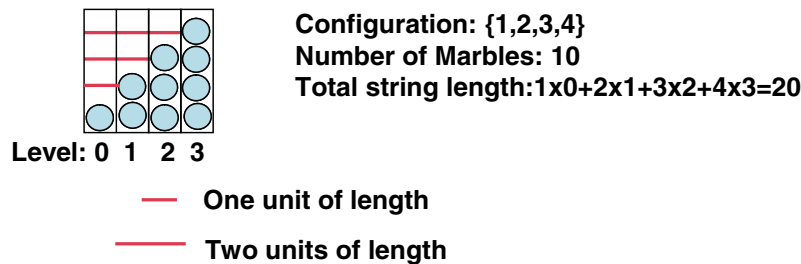 Configuration: {1,2,3,4}
Number of Marbles: 10
Total string length:1x0+2x1+3x2+4x3=20
Level: 0 1 2 3
One unit of length
Two units of length